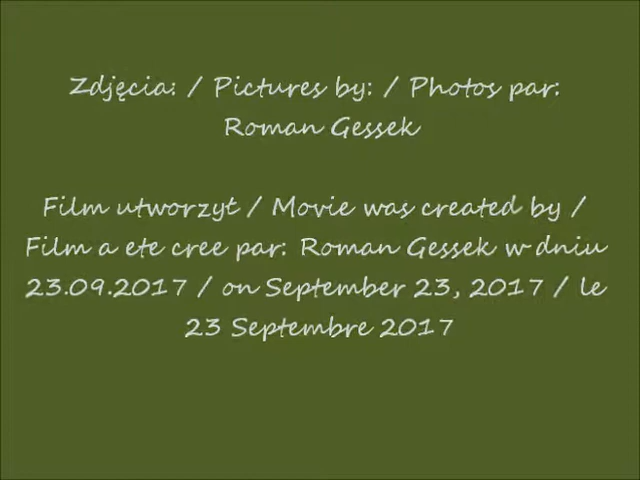 Zdjęcia: / Pictures by: / Photos par:
Roman Gessek
Film utworzył / Movie was created by /
Film a ete cree par: Roman Gessek w dniu
23.09.2017 / on September 23, 2017 / le
23 Septembre 2017